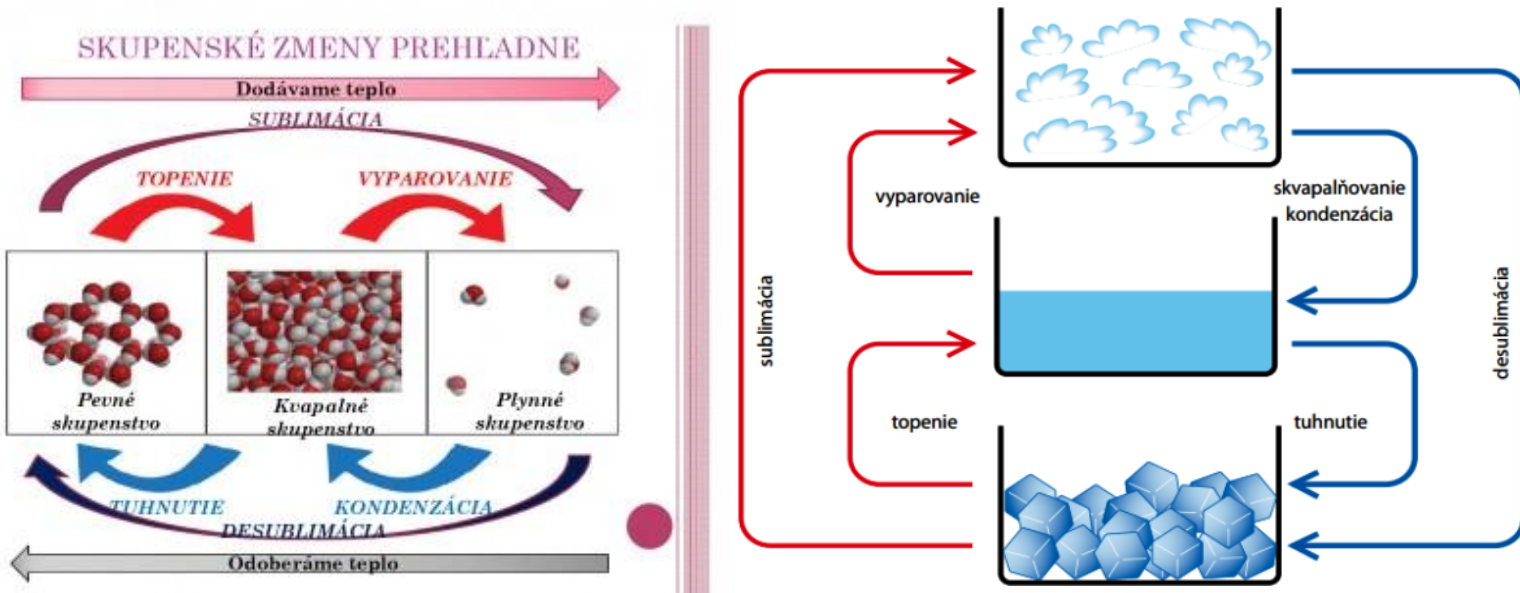 SKUPENSKÉ ZMENY PREHĽADNE
Dodávame teplo
SUBLIMÁCIA
TOPENIE
VYPAROVANIE
Pevné
skupenstvo
Kvapalné
skupenstvo
Plynné
skupenstvo
TUHNUTIE
KONDENZÁCIA
DESUBLIMÁCIA
Odoberáme teplo
sublimácia
vyparovanie
topenie
skvapalňovanie
kondenzácia
tuhnutie
desublimácia